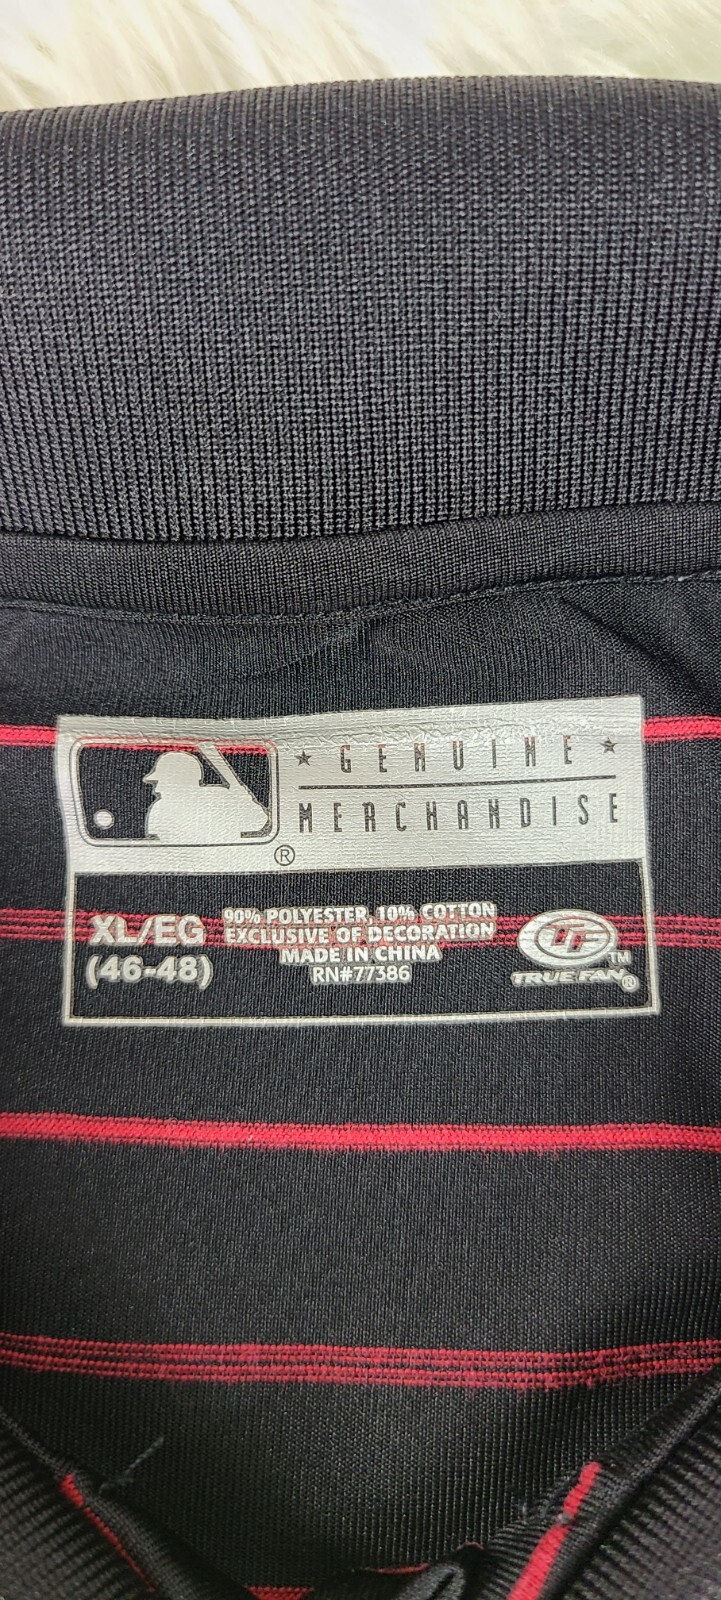 ★ GENUINE ★
MERCHANDISE
®
XL/EG
(46-48)
90% POLYESTER, 10% COTTON
EXCLUSIVE OF DECORATION
MADE IN CHINA
RN#77386
TF™
TRUE FAN®